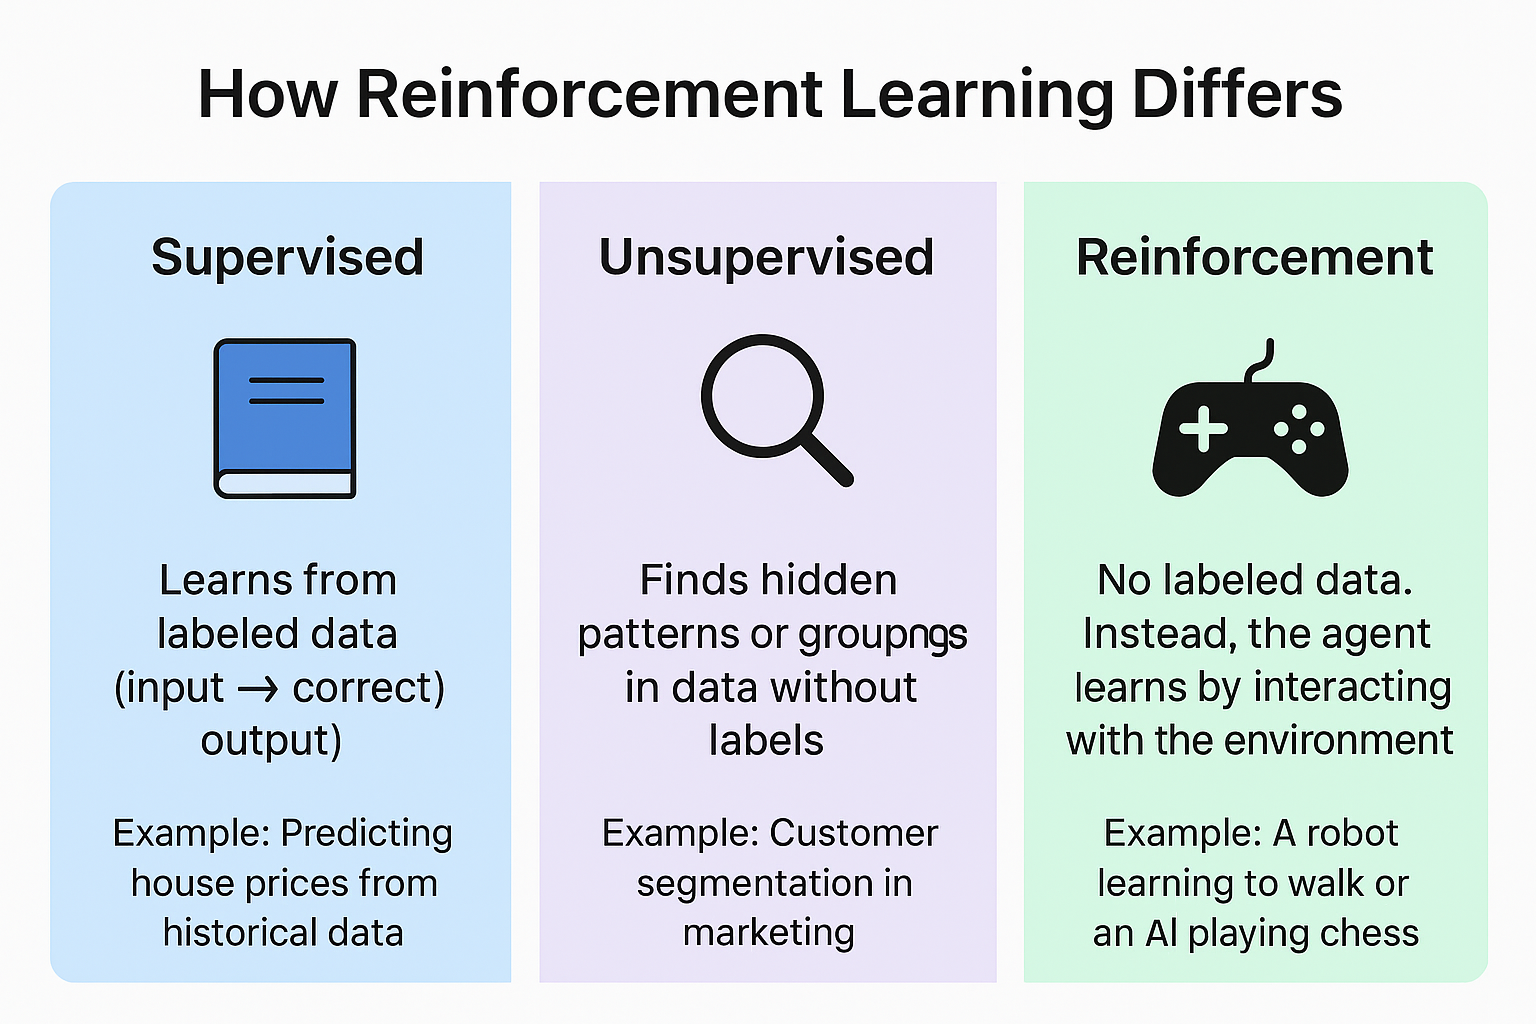 How Reinforcement Learning Differs
Supervised
Learns from
labeled data
(input → correct)
output)
Example: Predicting
house prices from
historical data
Unsupervised
Finds hidden
patterns or groupngs
in data without
labels
Example: Customer
segmentation in
marketing
Reinforcement
No labeled data.
Instead, the agent
learns by interacting
with the environment
Example: A robot
learning to walk or
an AI playing chess